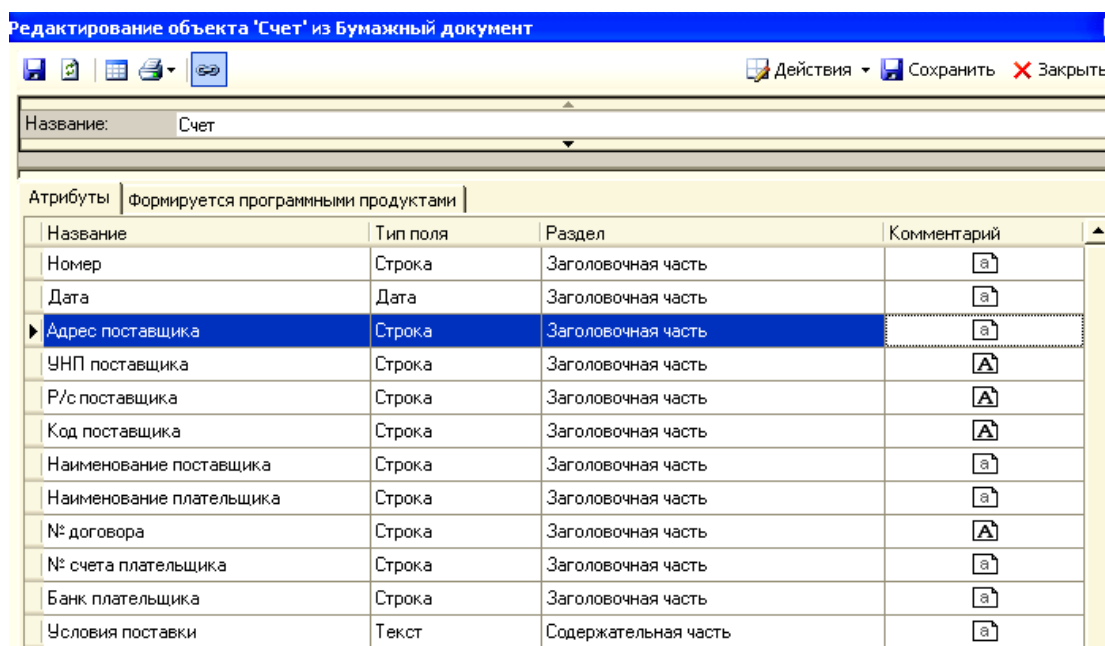 Редактирование объекта 'Счет' из Бумажный документ
Действия Сохранить Закрыть
Название: Счет
Атрибуты Формируется программными продуктами
Название Тип поля Раздел Комментарий
Номер Строка Заголовочная часть a
Дата Дата Заголовочная часть a
Адрес поставщика Строка Заголовочная часть a
УНП поставщика Строка Заголовочная часть A
Р/с поставщика Строка Заголовочная часть A
Код поставщика Строка Заголовочная часть A
Наименование поставщика Строка Заголовочная часть a
Наименование плательщика Строка Заголовочная часть a
№ договора Строка Заголовочная часть A
№ счета плательщика Строка Заголовочная часть a
Банк плательщика Строка Заголовочная часть a
Условия поставки Текст Содержательная часть a